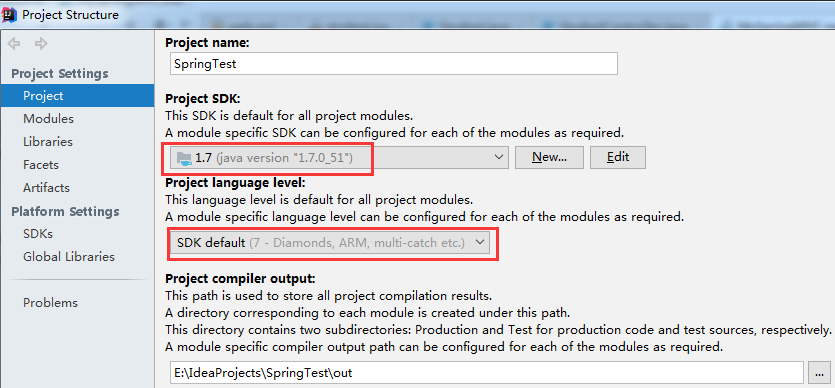 Project Structure
Project Settings
Project
Modules
Libraries
Facets
Artifacts
Platform Settings
SDKs
Global Libraries
Problems
Project name:
SpringTest
Project SDK:
This SDK is default for all project modules.
A module specific SDK can be configured for each of the modules as required.
1.7 (java version "1.7.0_51")
New...
Edit
Project language level:
This language level is default for all project modules.
A module specific language level can be configured for each of the modules as required.
SDK default (7 - Diamonds, ARM, multi-catch etc.)
Project compiler output:
This path is used to store all project compilation results.
A directory corresponding to each module is created under this path.
This directory contains two subdirectories: Production and Test for production code and test sources, respectively.
A module specific compiler output path can be configured for each of the modules as required.
E:\IdeaProjects\SpringTest\out
...